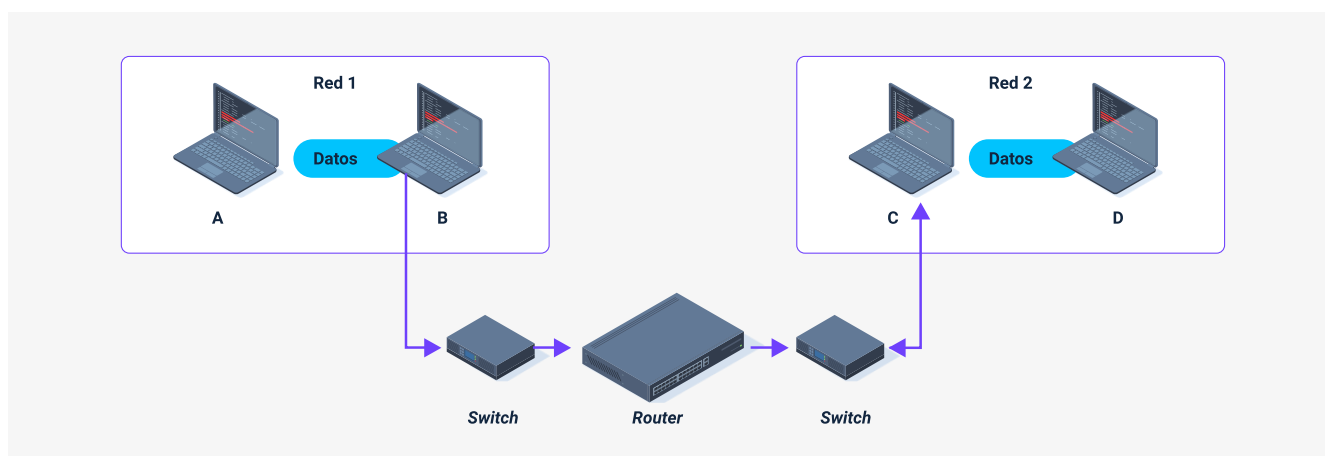 Red 1
Datos
A
B
Red 2
Datos
C
D
Switch
Router
Switch